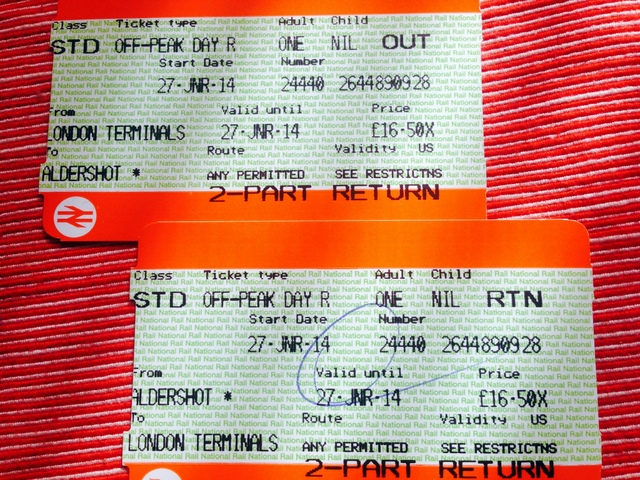 Class Ticket type Adult Child
STD OFF-PEAK DAY R ONE NIL OUT
Start Date Number
27-JNR-14 24440 2644890928
From Valid until Price
LONDON TERMINALS 27-JNR-14 £16-50X
To Route Validity US
ALDERSHOT * ANY PERMITTED SEE RESTRICTNS
2-PART RETURN
Class Ticket type Adult Child
STD OFF-PEAK DAY R ONE NIL RTN
Start Date Number
27-JNR-14 24440 2644890928
From Valid until Price
ALDERSHOT * 27-JNR-14 £16-50X
To Route Validity US
LONDON TERMINALS ANY PERMITTED SEE RESTRICTNS
2-PART RETURN